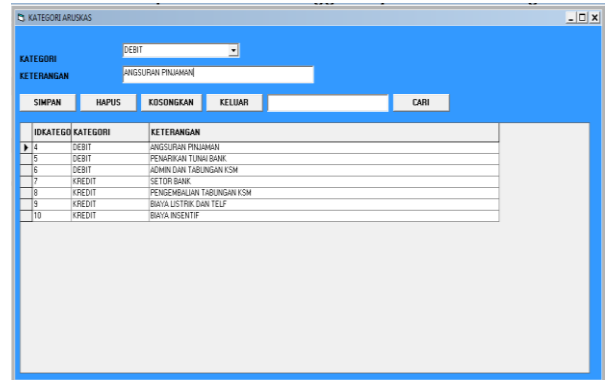 KATEGORI ARUSKAS
KATEGORI DEBIT
KETERANGAN ANGSURAN PINJAMAN
SIMPAN HAPUS KOSONGKAN KELUAR CARI
IDKATEGO KATEGORI KETERANGAN
4 DEBIT ANGSURAN PINJAMAN
5 DEBIT PENARIKAN TUNAI BANK
6 DEBIT ADMIN DAN TABUNGAN KSM
7 KREDIT SETOR BANK
8 KREDIT PENGEMBALIAN TABUNGAN KSM
9 KREDIT BIAYA LISTRIK DAN TELF
10 KREDIT BIAYA INSENTIF